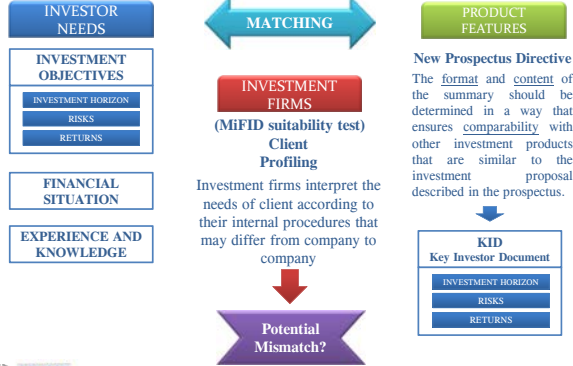 INVESTOR
NEEDS
INVESTMENT
OBJECTIVES
INVESTMENT HORIZON
RISKS
RETURNS
FINANCIAL
SITUATION
EXPERIENCE AND
KNOWLEDGE
MATCHING
INVESTMENT
FIRMS
(MiFID suitability test)
Client
Profiling
Investment firms interpret the
needs of client according to
their internal procedures that
may differ from company to
company
Potential
Mismatch?
PRODUCT
FEATURES
New Prospectus Directive
The format and content of
the summary should be
determined in a way that
ensures comparability with
other investment products
that are similar to the
investment proposal
described in the prospectus.
KID
Key Investor Document
INVESTMENT HORIZON
RISKS
RETURNS